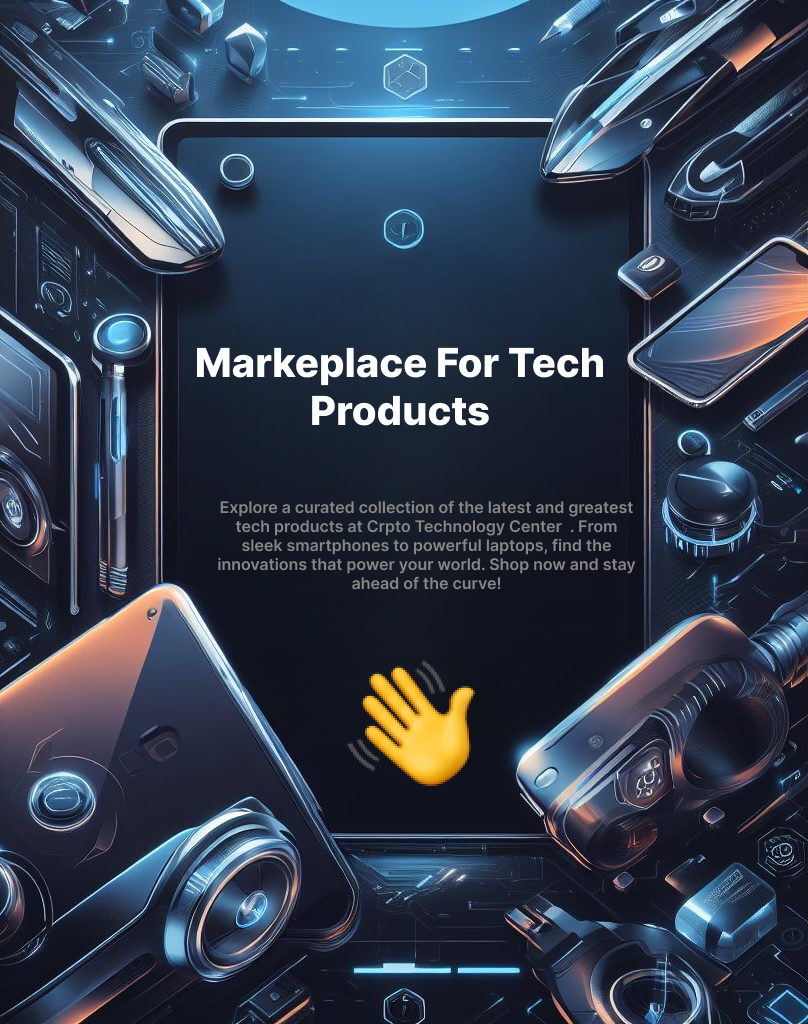 Markeplace For Tech
Products
Explore a curated collection of the latest and greatest
tech products at Crpto Technology Center . From
sleek smartphones to powerful laptops, find the
innovations that power your world. Shop now and stay
ahead of the curve!